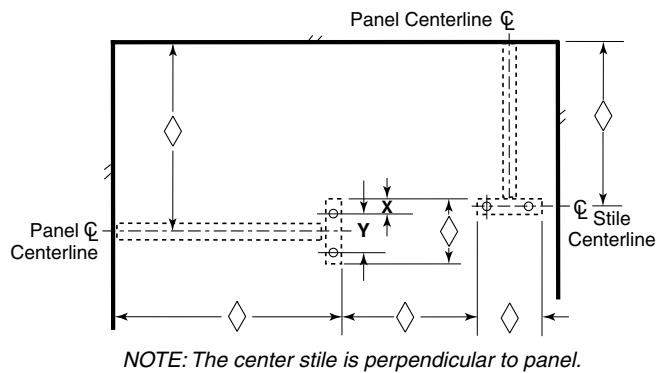 Panel Centerline ℄
X
Y
Panel ℄
Centerline
℄ Stile
Centerline
NOTE: The center stile is perpendicular to panel.